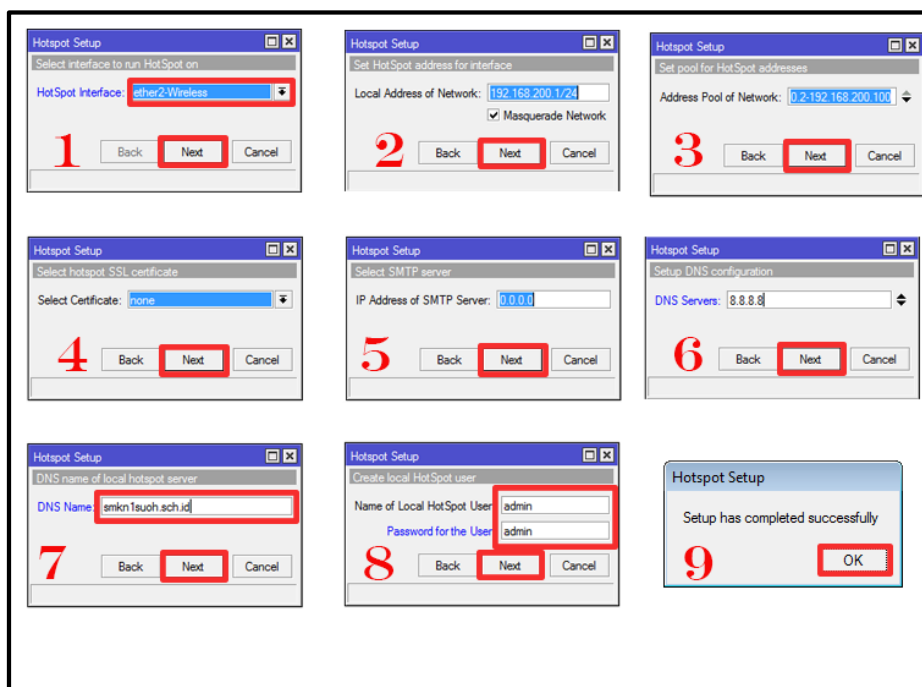 Hotspot Setup
Select interface to run HotSpot on
HotSpot Interface: ether2-Wireless
1
Back Next Cancel
Hotspot Setup
Set HotSpot address for interface
Local Address of Network: 192.168.200.1/24
Masquerade Network
2
Back Next Cancel
Hotspot Setup
Set pool for HotSpot addresses
Address Pool of Network: 0.2-192.168.200.100
3
Back Next Cancel
Hotspot Setup
Select hotspot SSL certificate
Select Certificate: none
4
Back Next Cancel
Hotspot Setup
Select SMTP server
IP Address of SMTP Server: 0.0.0.0
5
Back Next Cancel
Hotspot Setup
Setup DNS configuration
DNS Servers: 8.8.8.8
6
Back Next Cancel
Hotspot Setup
DNS name of local hotspot server
DNS Name: smkn1suoh.sch.id
7
Back Next Cancel
Hotspot Setup
Create local HotSpot user
Name of Local HotSpot User: admin
Password for the User: admin
8
Back Next Cancel
Hotspot Setup
Setup has completed successfully
9
OK